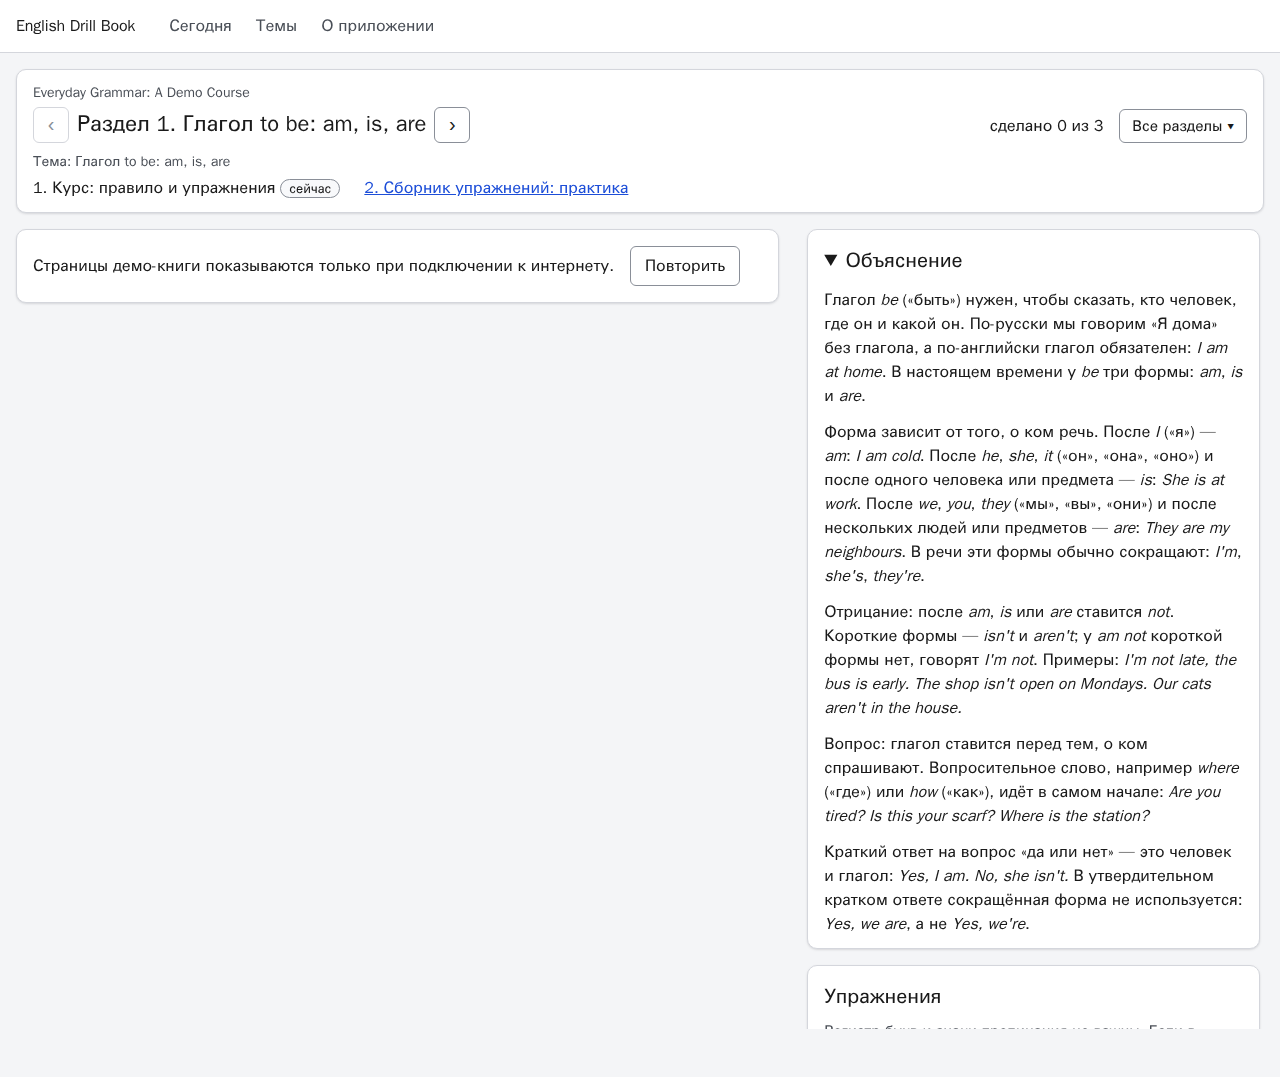 English Drill Book Сегодня Темы О приложении
Everyday Grammar: A Demo Course
‹ Раздел 1. Глагол to be: am, is, are ›
сделано 0 из 3 Все разделы ▾
Тема: Глагол to be: am, is, are
1. Курс: правило и упражнения сейчас 2. Сборник упражнений: практика
Страницы демо-книги показываются только при подключении к интернету. Повторить
▼ Объяснение
Глагол be («быть») нужен, чтобы сказать, кто человек,
где он и какой он. По-русски мы говорим «Я дома»
без глагола, а по-английски глагол обязателен: I am
at home. В настоящем времени у be три формы: am, is
и are.
Форма зависит от того, о ком речь. После I («я») —
am: I am cold. После he, she, it («он», «она», «оно») и
после одного человека или предмета — is: She is at
work. После we, you, they («мы», «вы», «они») и после
нескольких людей или предметов — are: They are my
neighbours. В речи эти формы обычно сокращают: I'm,
she's, they're.
Отрицание: после am, is или are ставится not.
Короткие формы — isn't и aren't; у am not короткой
формы нет, говорят I'm not. Примеры: I'm not late, the
bus is early. The shop isn't open on Mondays. Our cats
aren't in the house.
Вопрос: глагол ставится перед тем, о ком
спрашивают. Вопросительное слово, например where
(«где») или how («как»), идёт в самом начале: Are you
tired? Is this your scarf? Where is the station?
Краткий ответ на вопрос «да или нет» — это человек
и глагол: Yes, I am. No, she isn't. В утвердительном
кратком ответе сокращённая форма не используется:
Yes, we are, а не Yes, we're.
Упражнения